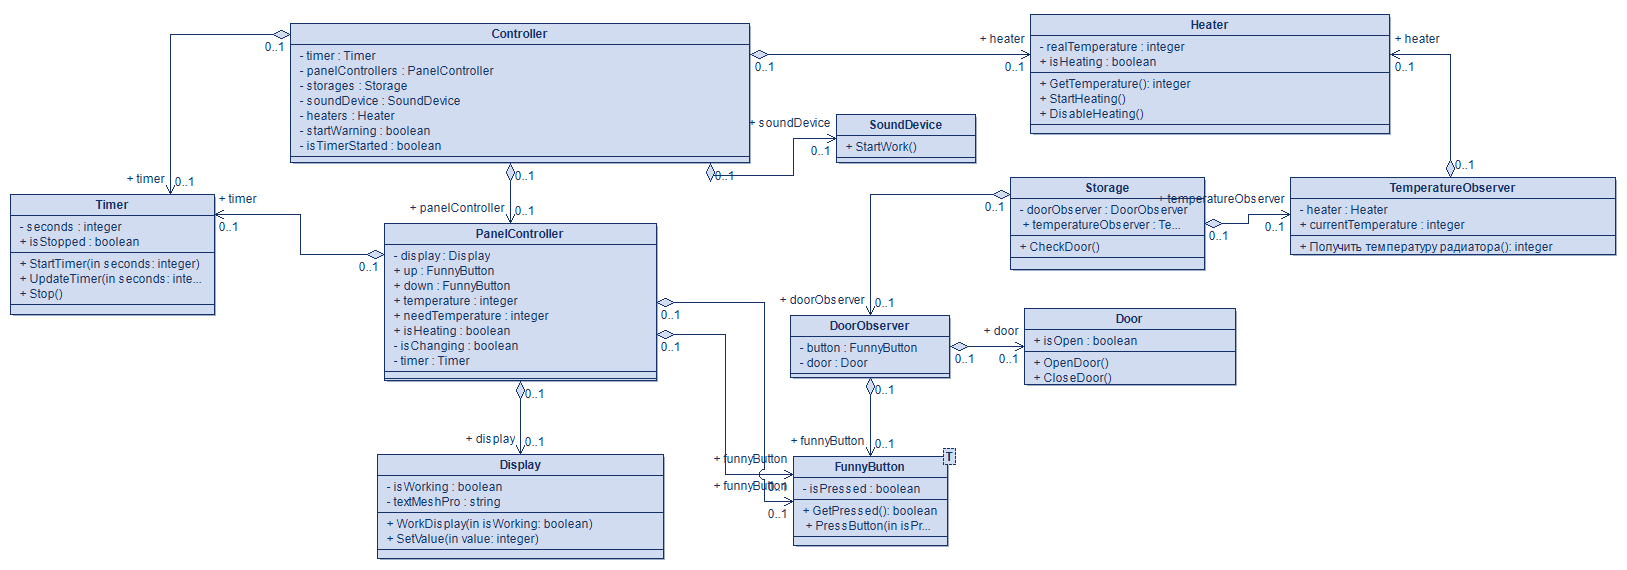 Controller
- timer : Timer
- panelControllers : PanelController
- storages : Storage
- soundDevice : SoundDevice
- heaters : Heater
- startWarning : boolean
- isTimerStarted : boolean
0..1
0..1
+ heater
0..1
Heater
- realTemperature : integer
+ isHeating : boolean
+ GetTemperature(): integer
+ StartHeating()
+ DisableHeating()
+ heater
0..1
+ soundDevice
0..1
0..1
SoundDevice
+ StartWork()
+ timer
0..1
0..1
+ panelController
0..1
Timer
- seconds : integer
+ isStopped : boolean
+ StartTimer(in seconds: integer)
+ UpdateTimer(in seconds: inte...
+ Stop()
+ timer
0..1
0..1
PanelController
- display : Display
+ up : FunnyButton
+ down : FunnyButton
+ temperature : integer
+ needTemperature : integer
+ isHeating : boolean
- isChanging : boolean
- timer : Timer
0..1
0..1
0..1
Storage
- doorObserver : DoorObserver
+ temperatureObserver : Te...
+ CheckDoor()
0..1
0..1
+ temperatureObserver
0..1
0..1
TemperatureObserver
- heater : Heater
+ currentTemperature : integer
+ Получить температуру радиатора(): integer
+ doorObserver
0..1
DoorObserver
- button : FunnyButton
- door : Door
0..1
+ door
0..1
Door
+ isOpen : boolean
+ OpenDoor()
+ CloseDoor()
0..1
+ display
0..1
Display
- isWorking : boolean
- textMeshPro : string
+ WorkDisplay(in isWorking: boolean)
+ SetValue(in value: integer)
+ funnyButton
0..1
+ funnyButton
0..1
+ funnyButton
0..1
FunnyButton
T
- isPressed : boolean
+ GetPressed(): boolean
+ PressButton(in isPr...